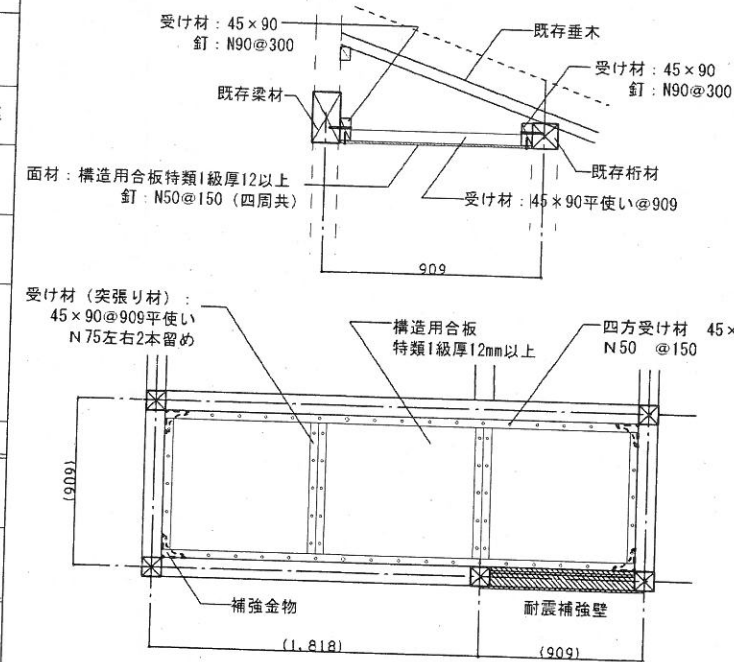 受け材：45×90
釘：N90@300
既存垂木
受け材：45×90
釘：N90@300
既存梁材
既存桁材
面材：構造用合板特類1級厚12以上
釘：N50@150（四周共）
受け材：45×90平使い@909
909
受け材（突張り材）：
45×90@909平使い
N75左右2本留め
構造用合板
特類1級厚12mm以上
四方受け材 45×
N50 @150
(909)
補強金物
耐震補強壁
(1,818)
(909)